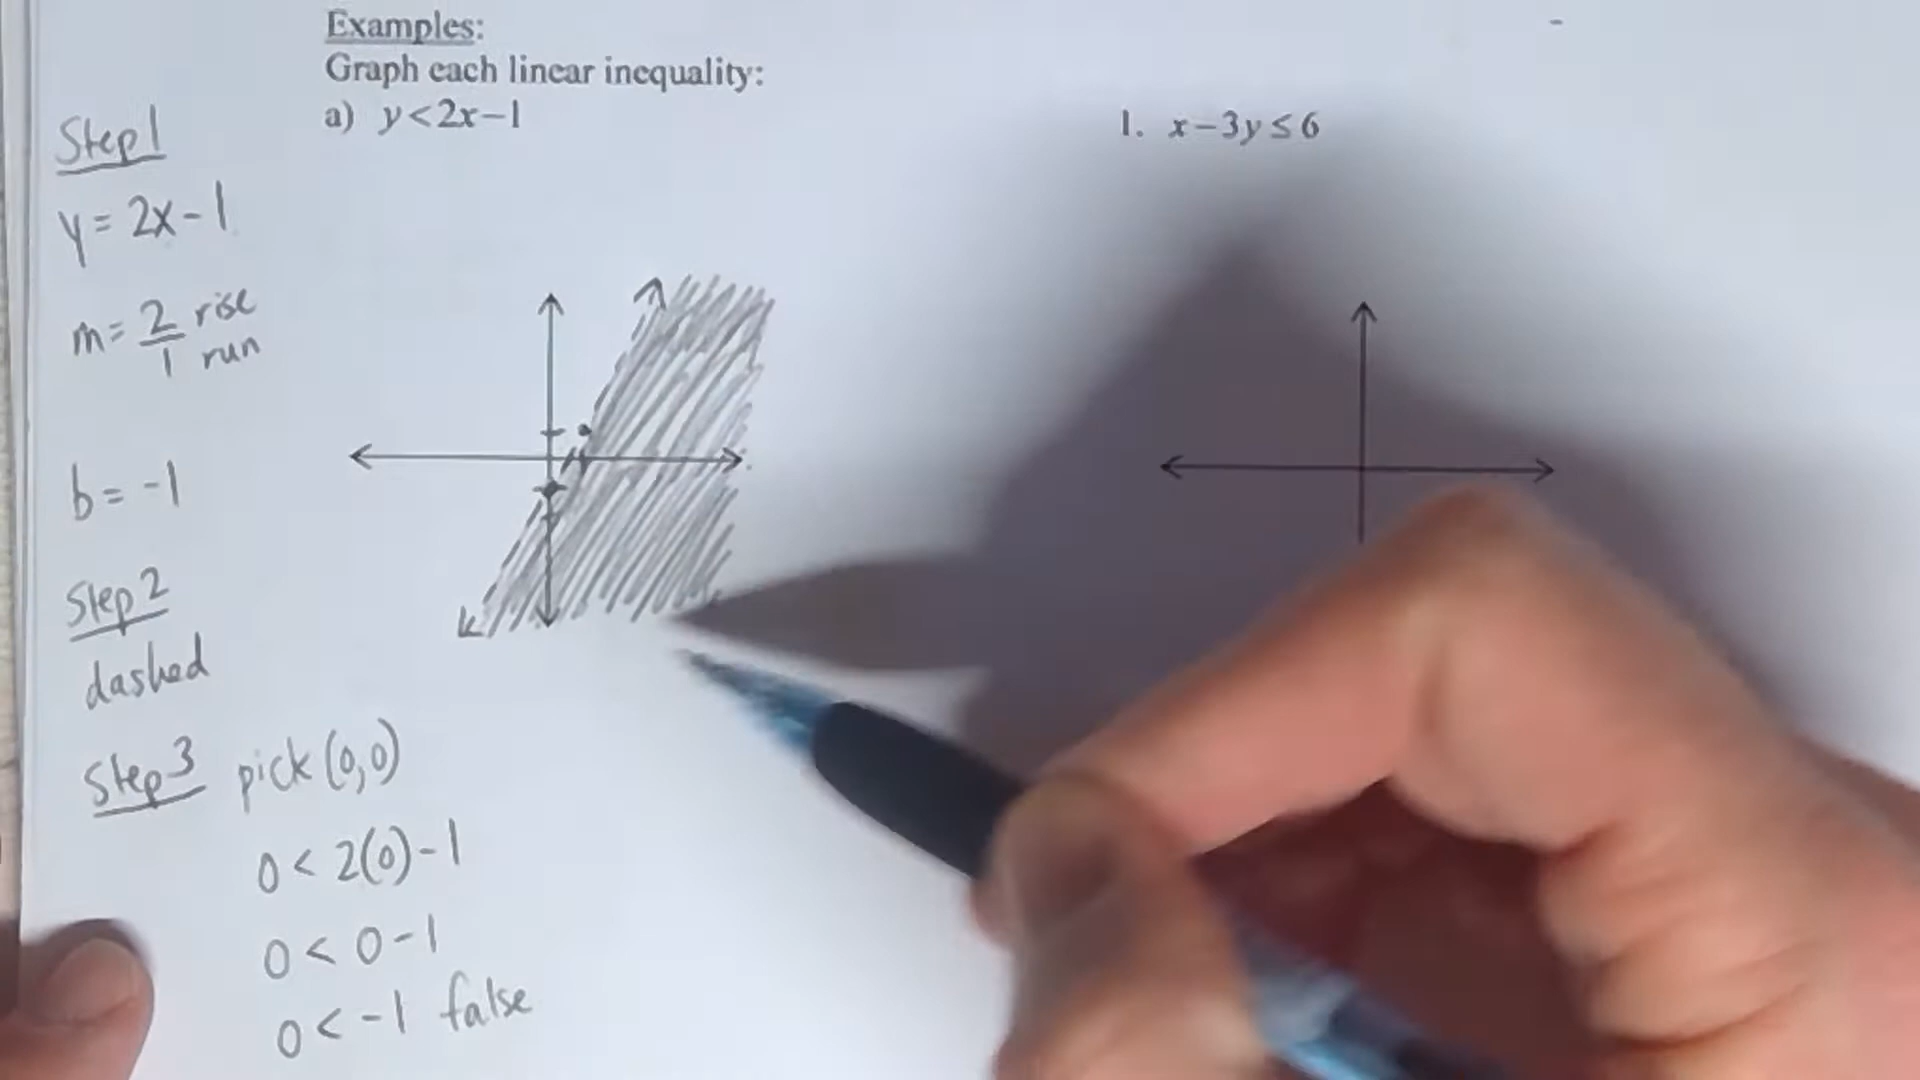 Examples:
Graph each linear inequality:
a) y<2x−1
1. x−3y≤6
Step 1
y = 2x - 1
m = 2/1 rise run
b = -1
Step 2
dashed
Step 3 pick (0,0)
0 < 2(0) - 1
0 < 0 - 1
0 < -1 false